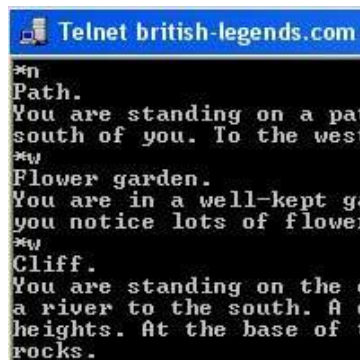 Telnet british-legends.com
*n
Path.
You are standing on a pa
south of you. To the wes
*w
Flower garden.
You are in a well-kept g
you notice lots of flowe
*w
Cliff.
You are standing on the
a river to the south. A
heights. At the base of
rocks.